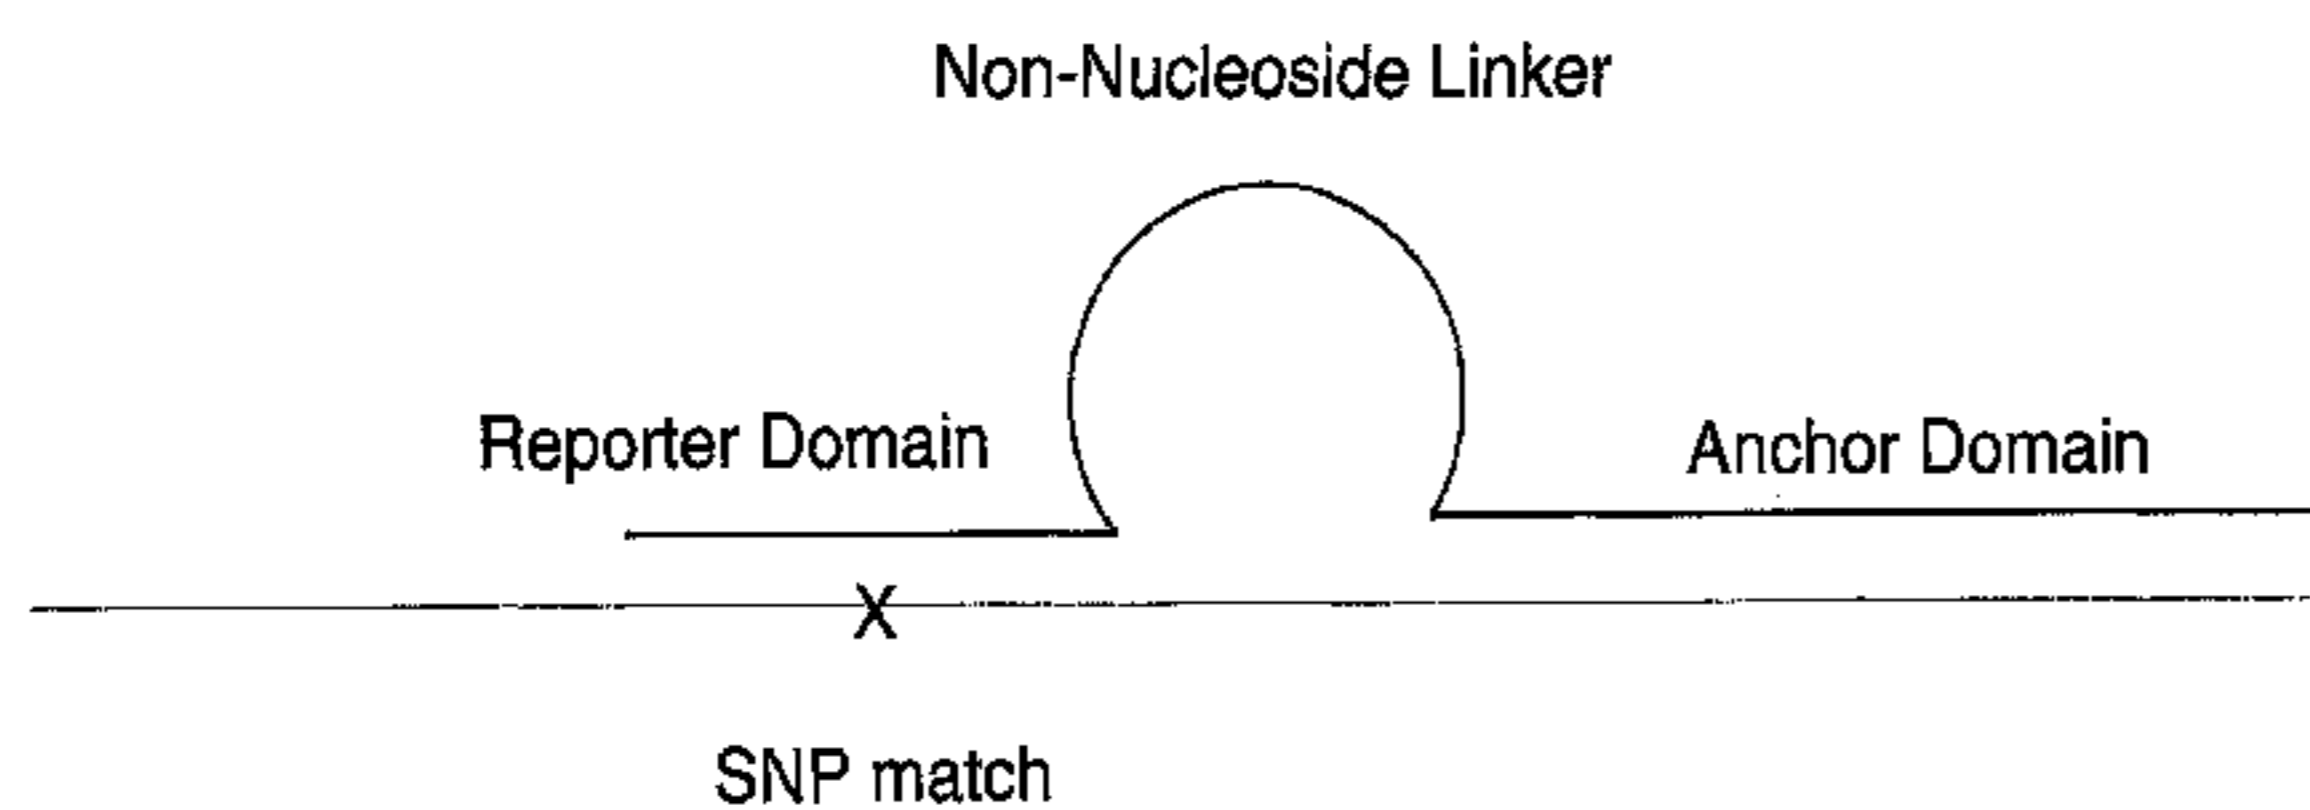 Non-Nucleoside Linker
Reporter Domain
Anchor Domain
X
SNP match